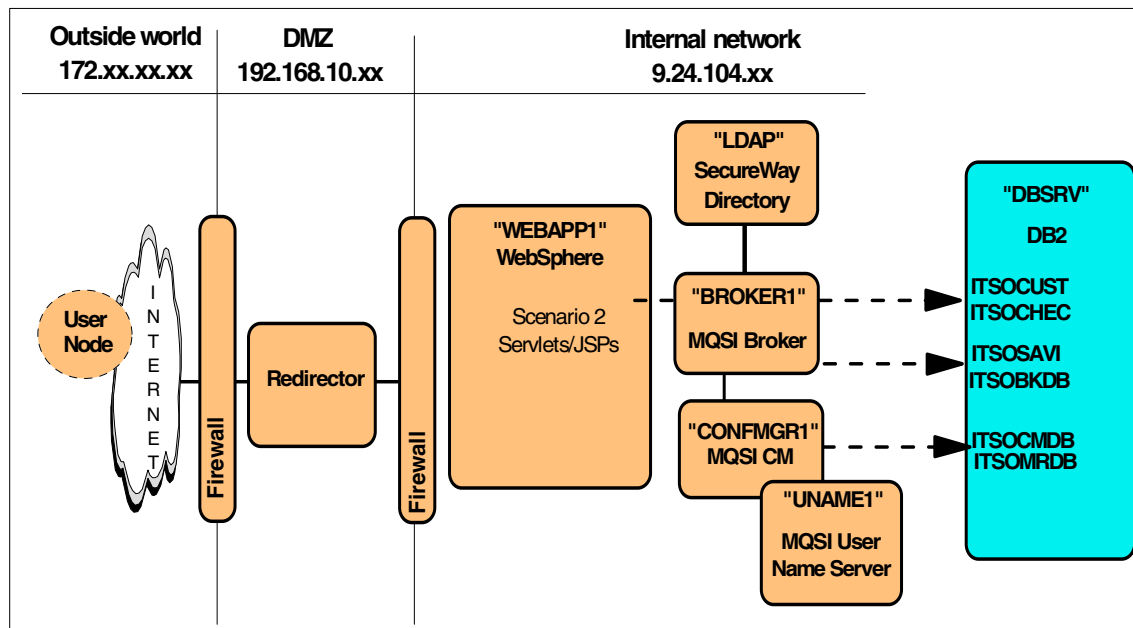 Outside world
172.xx.xx.xx
DMZ
192.168.10.xx
Internal network
9.24.104.xx
User
Node
INTERNET
Firewall
Redirector
Firewall
"WEBAPP1"
WebSphere
Scenario 2
Servlets/JSPs
"LDAP"
SecureWay
Directory
"BROKER1"
MQSI Broker
"CONFMGR1"
MQSI CM
"UNAME1"
MQSI User
Name Server
"DBSRV"
DB2
ITSOCUST
ITSOCHEC
ITSOSAVI
ITSOBKDB
ITSOCMDB
ITSOMRDB